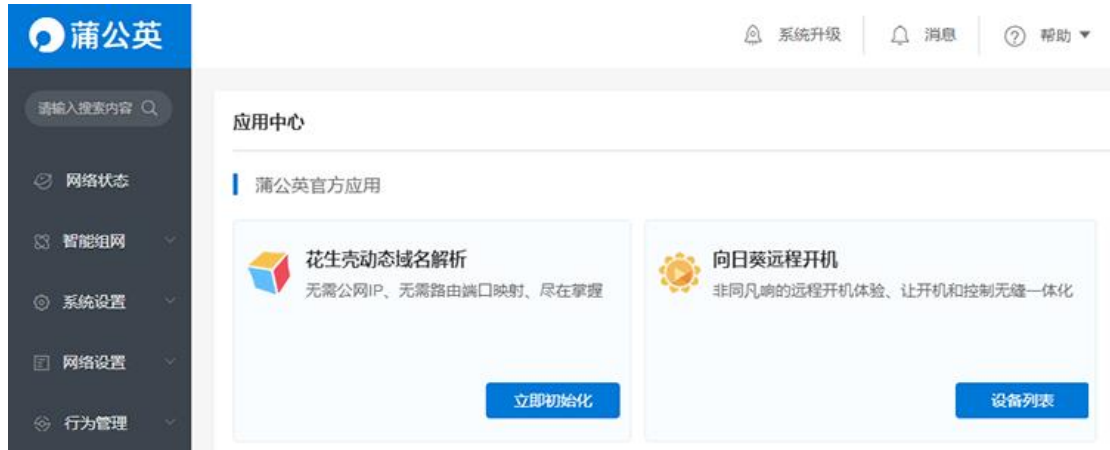 蒲公英
系统升级
消息
帮助
请输入搜索内容
应用中心
网络状态
蒲公英官方应用
智能组网
花生壳动态域名解析
向日葵远程开机
无需公网IP、无需路由端口映射、尽在掌握
非同凡响的远程开机体验、让开机和控制无缝一体化
系统设置
网络设置
立即初始化
设备列表
行为管理